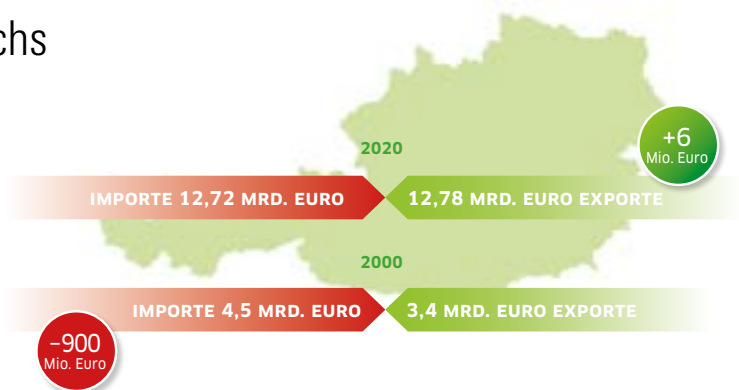 chs
2020
+6
Mio. Euro
IMPORTE 12,72 MRD. EURO
12,78 MRD. EURO EXPORTE
2000
IMPORTE 4,5 MRD. EURO
3,4 MRD. EURO EXPORTE
−900
Mio. Euro